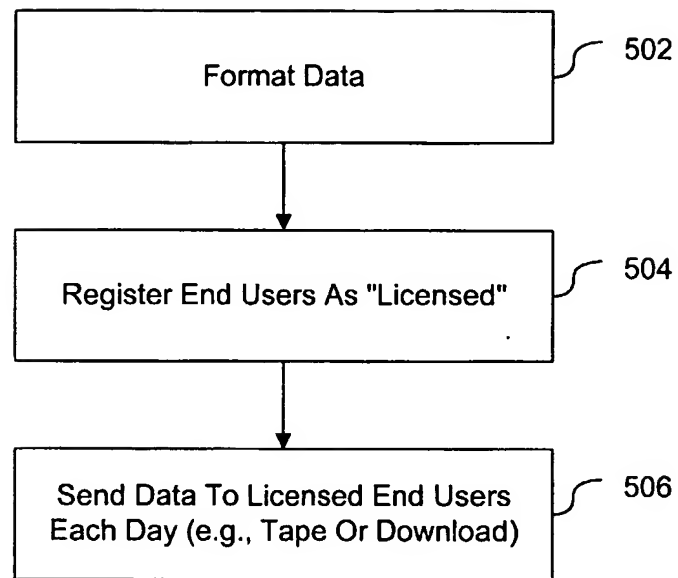 Format Data
502
Register End Users As "Licensed"
504
Send Data To Licensed End Users
Each Day (e.g., Tape Or Download)
506